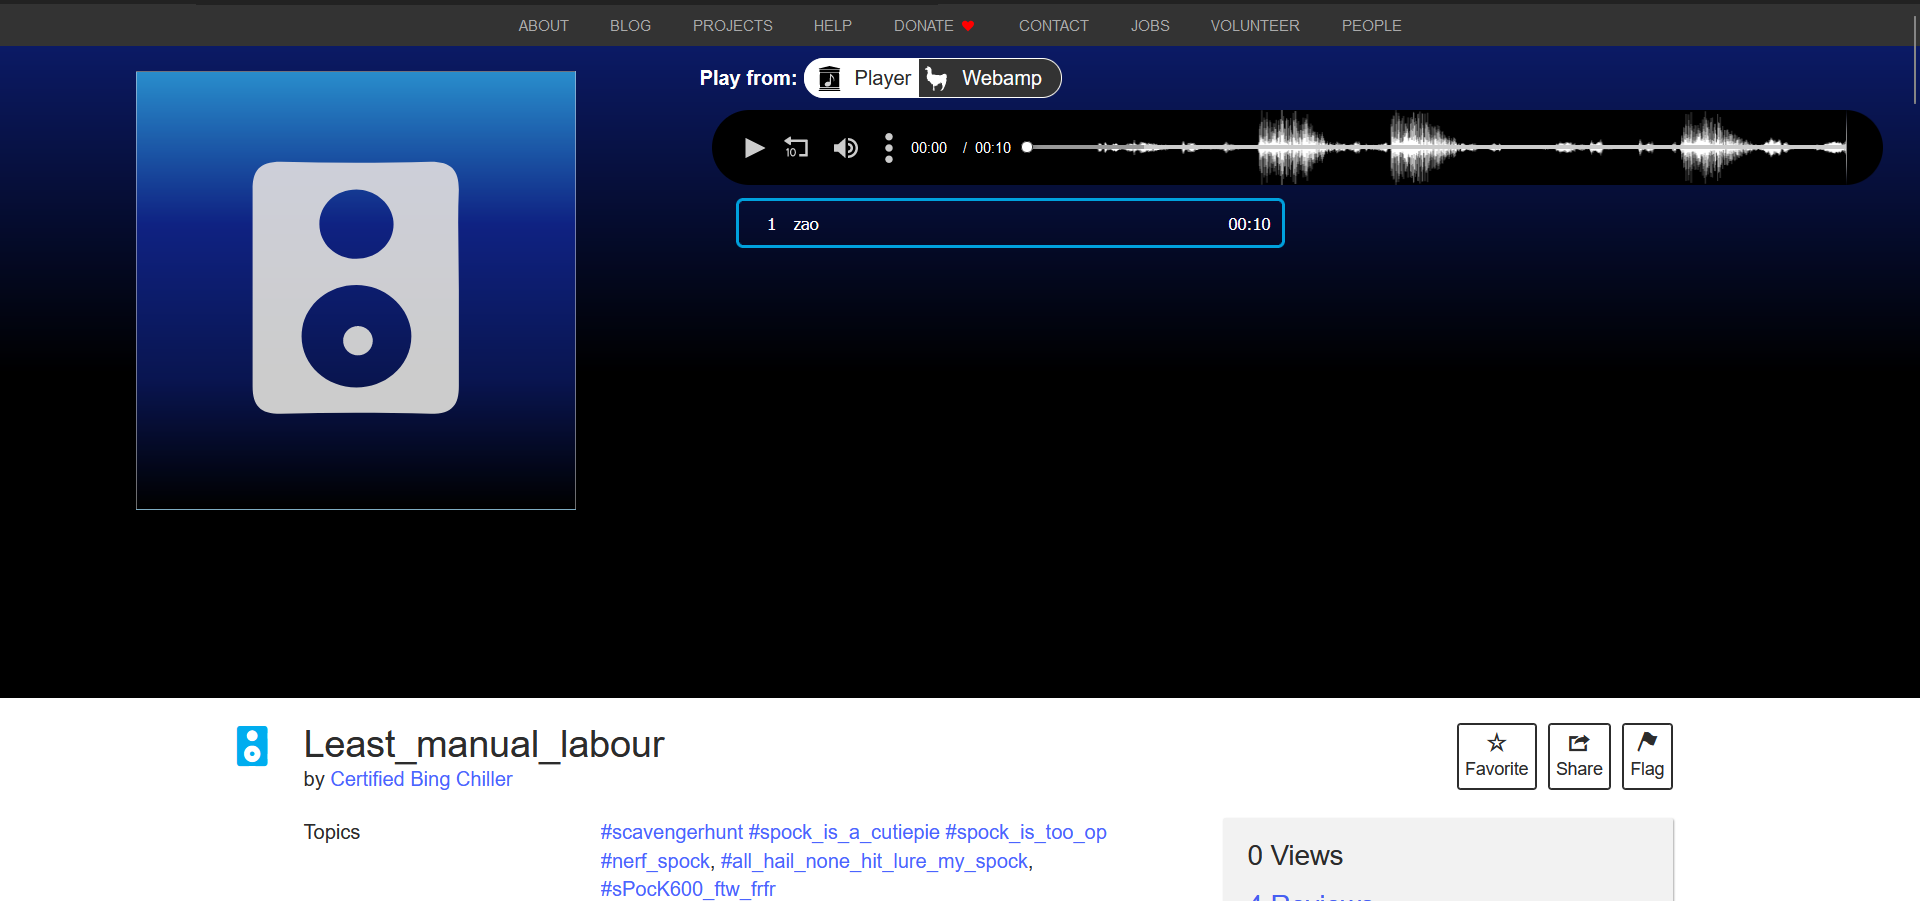 ABOUT BLOG PROJECTS HELP DONATE CONTACT JOBS VOLUNTEER PEOPLE
Play from: Player Webamp
10 00:00 / 00:10
1 zao 00:10
Least_manual_labour
by Certified Bing Chiller
Favorite Share Flag
Topics
#scavengerhunt #spock_is_a_cutiepie #spock_is_too_op
#nerf_spock, #all_hail_none_hit_lure_my_spock,
#sPocK600_ftw_frfr
0 Views
4 Reviews